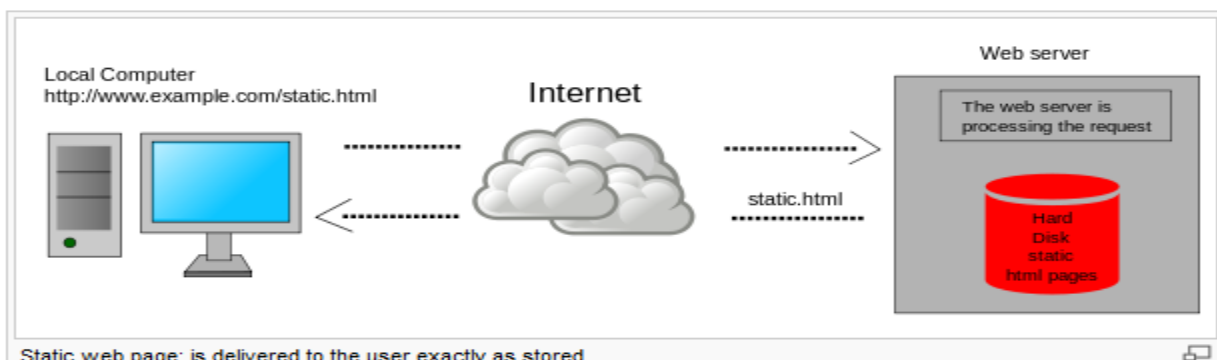 Local Computer
http://www.example.com/static.html
Internet
Web server
The web server is
processing the request
static.html
Hard
Disk
static
html pages
Static web page: is delivered to the user exactly as stored